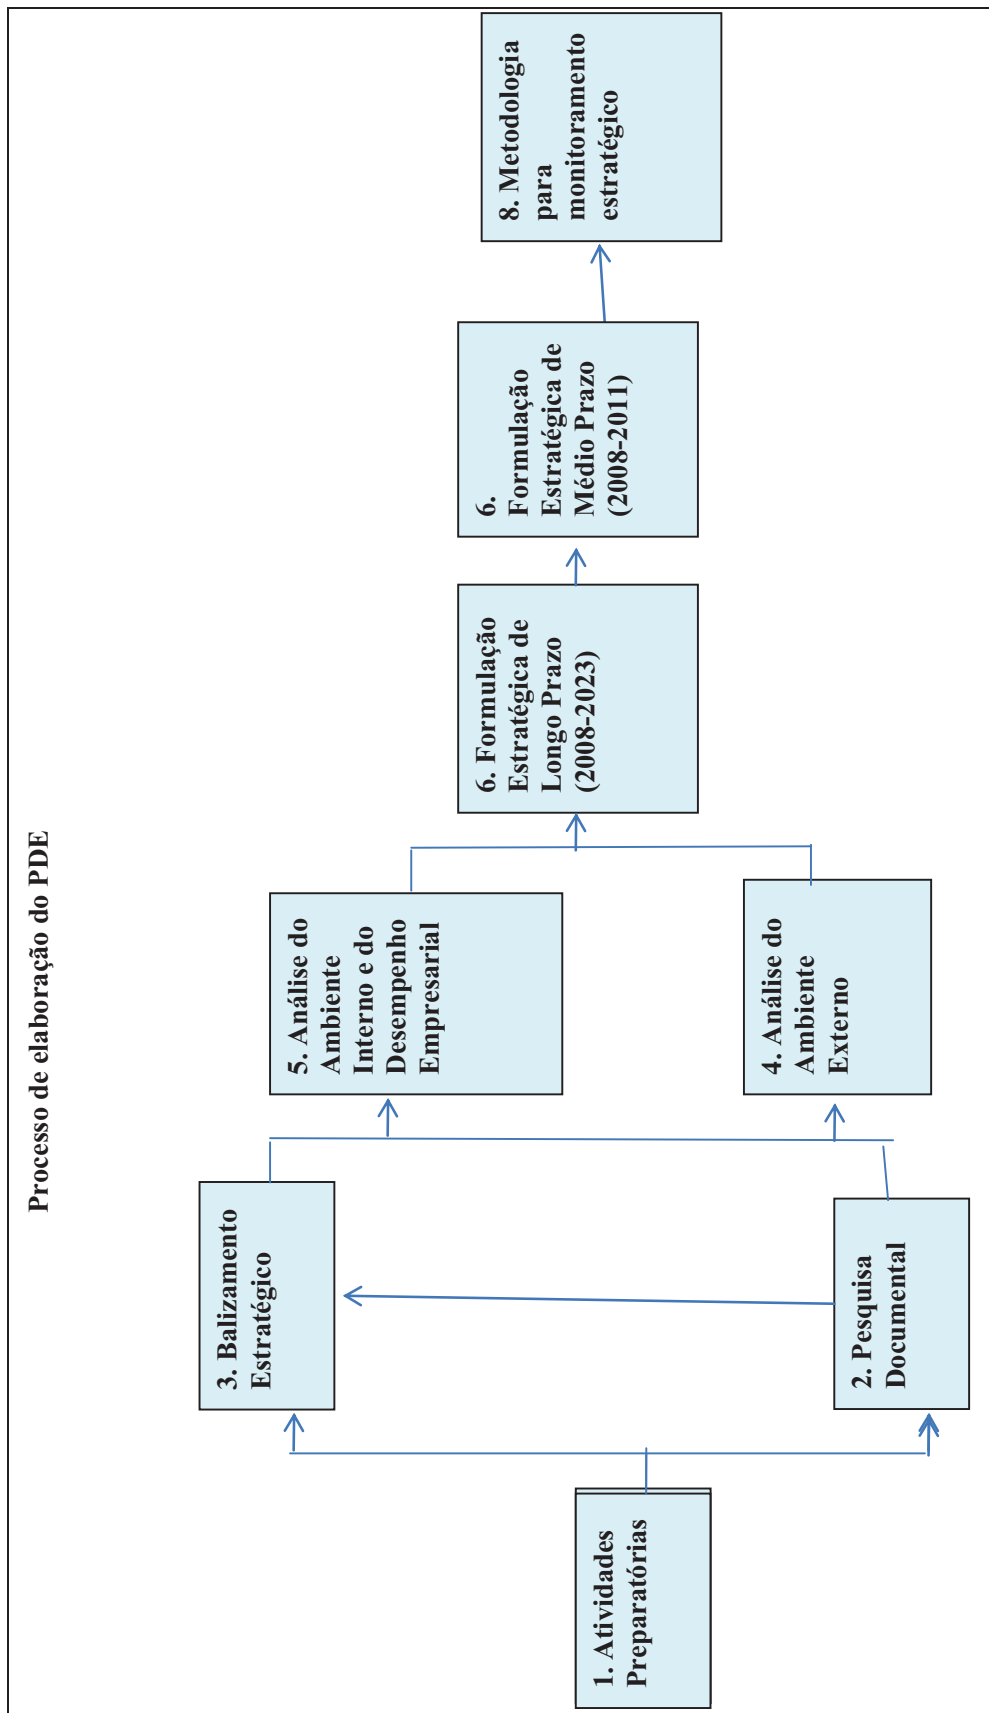 Processo de elaboração do PDE
1. Atividades
Preparatórias
3. Balizamento
Estratégico
2. Pesquisa
Documental
5. Análise do
Ambiente
Interno e do
Desempenho
Empresarial
4. Análise do
Ambiente
Externo
6. Formulação
Estratégica de
Longo Prazo
(2008-2023)
6.
Formulação
Estratégica de
Médio Prazo
(2008-2011)
8. Metodologia
para
monitoramento
estratégico